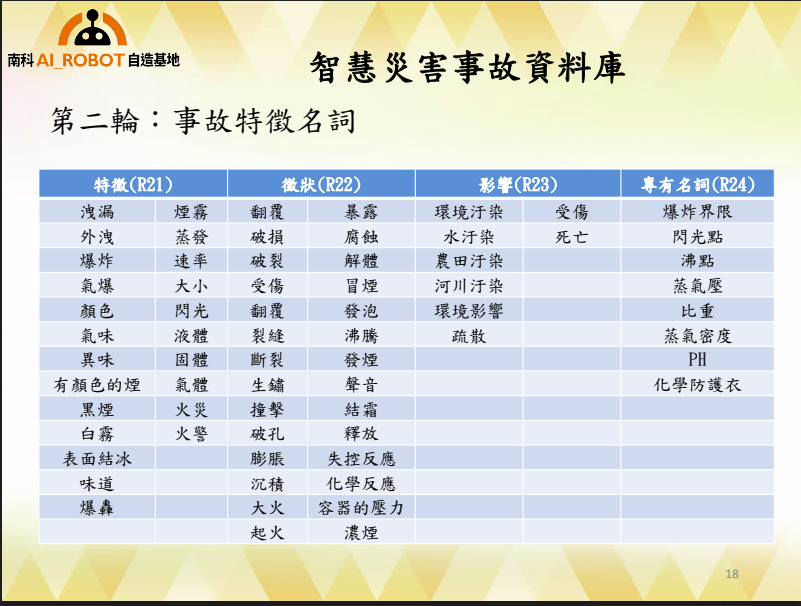 南科AI_ROBOT自造基地
智慧災害事故資料庫
第二輪：事故特徵名詞
特徵(R21) 徵狀(R22) 影響(R23) 專有名詞(R24)
洩漏 煙霧 翻覆 暴露 環境汙染 受傷 爆炸界限
外洩 蒸發 破損 腐蝕 水汙染 死亡 閃光點
爆炸 速率 破裂 解體 農田汙染 沸點
氣爆 大小 受傷 冒煙 河川汙染 蒸氣壓
顏色 閃光 翻覆 發泡 環境影響 比重
氣味 液體 裂縫 沸騰 疏散 蒸氣密度
異味 固體 斷裂 發煙 PH
有顏色的煙 氣體 生鏽 聲音 化學防護衣
黑煙 火災 撞擊 結霜
白霧 火警 破孔 釋放
表面結冰 膨脹 失控反應
味道 沉積 化學反應
爆轟 大火 容器的壓力
起火 濃煙
18